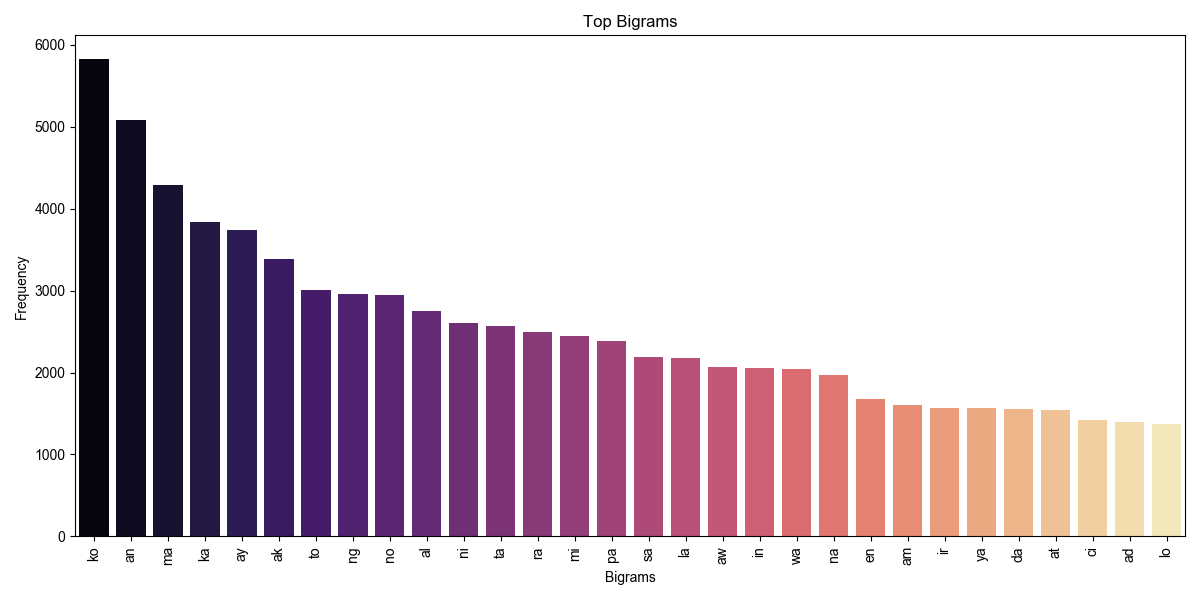 Top Bigrams
6000
5000
4000
3000
2000
1000
0
Frequency
ko an ma ka ay ak to ng no al ni ta ra mi pa sa la aw in wa na en am ir ya da at ci ad lo
Bigrams